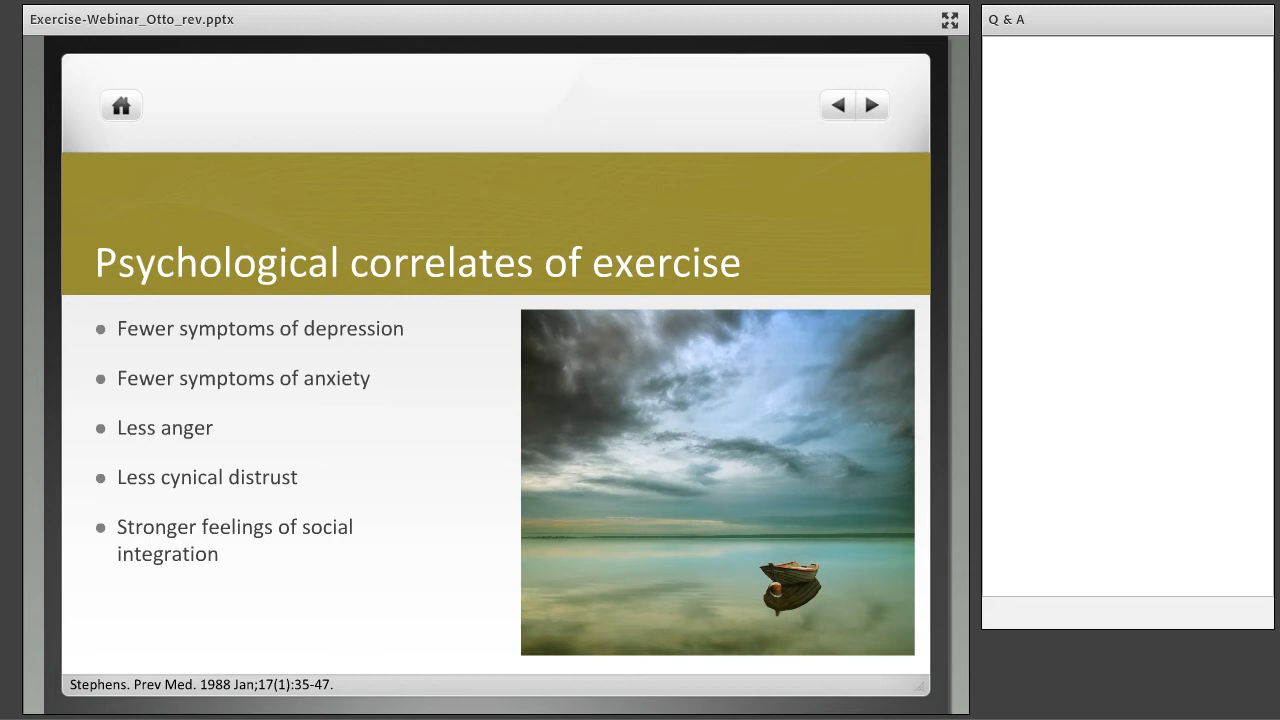 Exercise-Webinar_Otto_rev.pptx
Q & A
Psychological correlates of exercise
Fewer symptoms of depression
Fewer symptoms of anxiety
Less anger
Less cynical distrust
Stronger feelings of social
integration
Stephens. Prev Med. 1988 Jan;17(1):35-47.